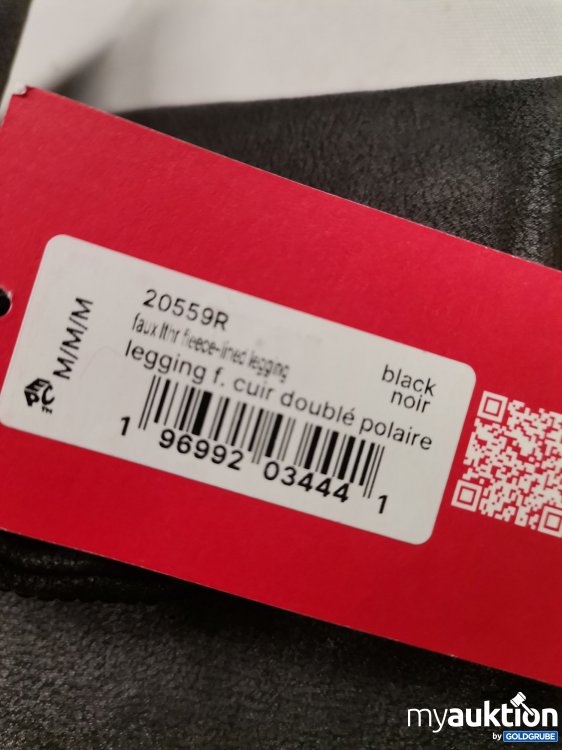 M/M/M
20559R
faux lthr fleece-lined legging
legging f. cuir doublé polaire
black
noir
1 96992 03444 1
myauktion
by GOLDGRUBE